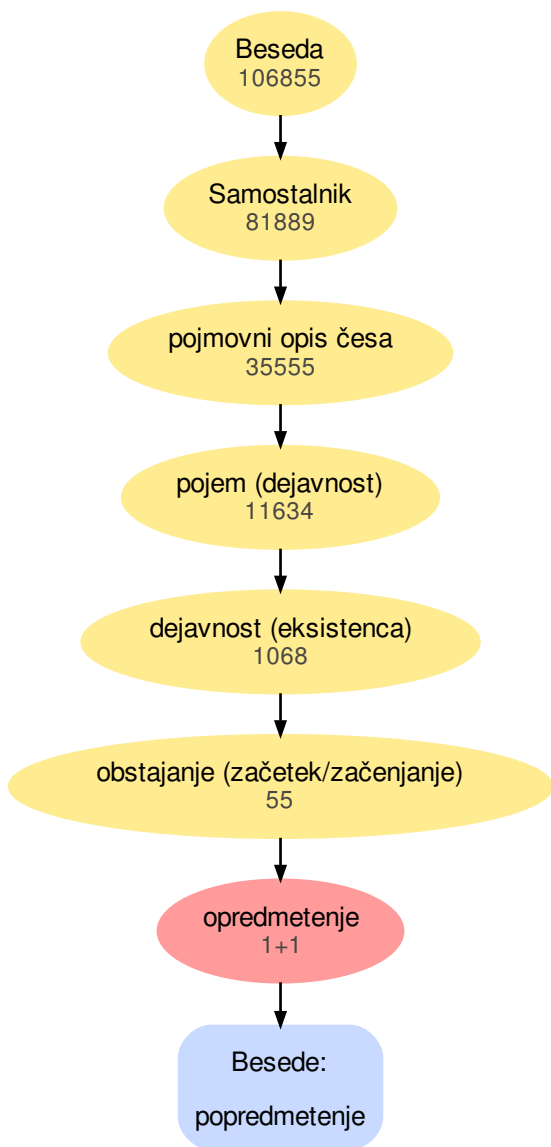 Beseda
106855
Samostalnik
81889
pojmovni opis česa
35555
pojem (dejavnost)
11634
dejavnost (eksistenca)
1068
obstajanje (začetek/začenjanje)
55
opredmetenje
1+1
Besede:
popredmetenje